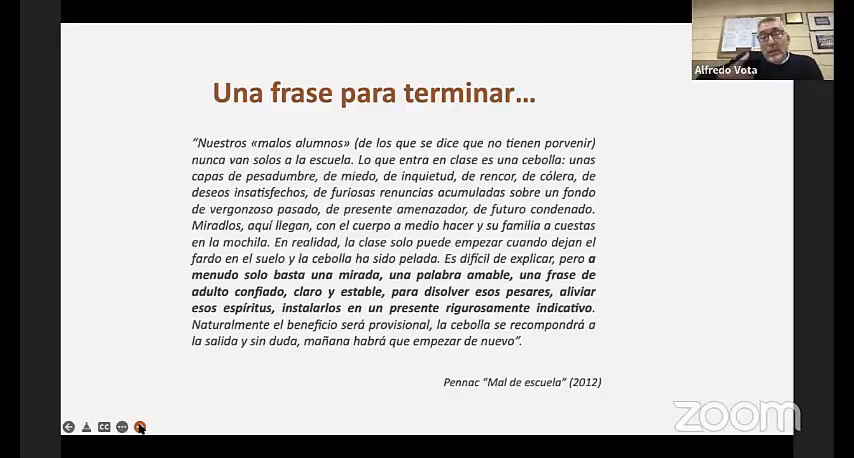 Alfredo Vota
Una frase para terminar...
“Nuestros «malos alumnos» (de los que se dice que no tienen porvenir)
nunca van solos a la escuela. Lo que entra en clase es una cebolla: unas
capas de pesadumbre, de miedo, de inquietud, de rencor, de cólera, de
deseos insatisfechos, de furiosas renuncias acumuladas sobre un fondo
de vergonzoso pasado, de presente amenazador, de futuro condenado.
Miradlos, aquí llegan, con el cuerpo a medio hacer y su familia a cuestas
en la mochila. En realidad, la clase solo puede empezar cuando dejan el
fardo en el suelo y la cebolla ha sido pelada. Es difícil de explicar, pero a
menudo solo basta una mirada, una palabra amable, una frase de
adulto confiado, claro y estable, para disolver esos pesares, aliviar
esos espíritus, instalarlos en un presente rigurosamente indicativo.
Naturalmente el beneficio será provisional, la cebolla se recompondrá a
la salida y sin duda, mañana habrá que empezar de nuevo”.
Pennac “Mal de escuela” (2012)
CC
zoom